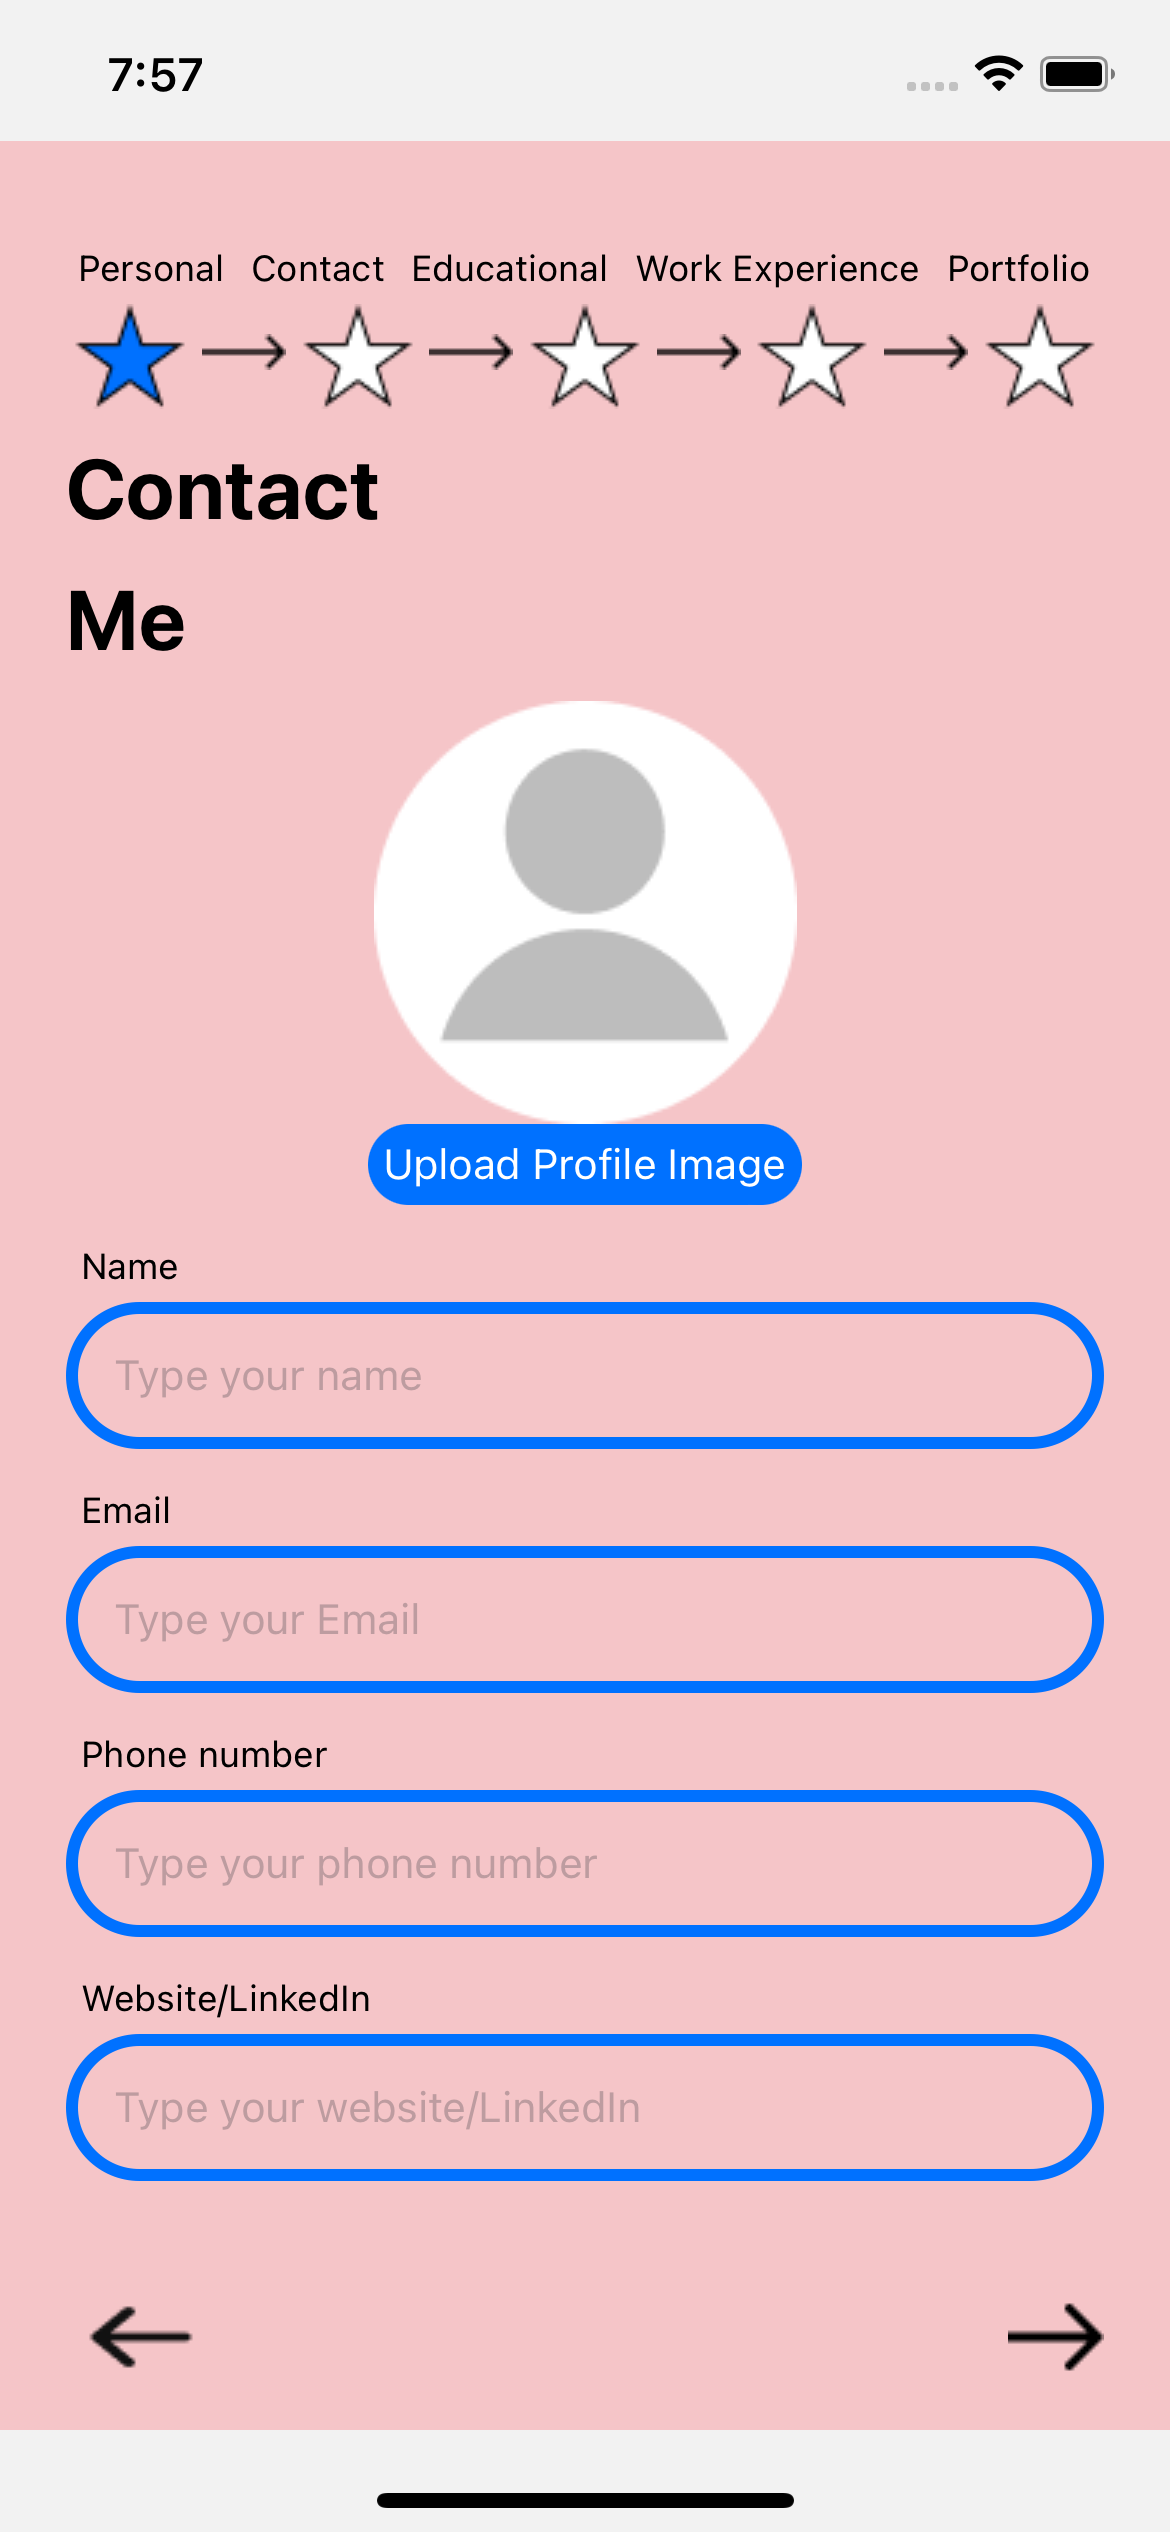 7:57
Personal Contact Educational Work Experience Portfolio
Contact
Me
Upload Profile Image
Name
Type your name
Email
Type your Email
Phone number
Type your phone number
Website/LinkedIn
Type your website/LinkedIn